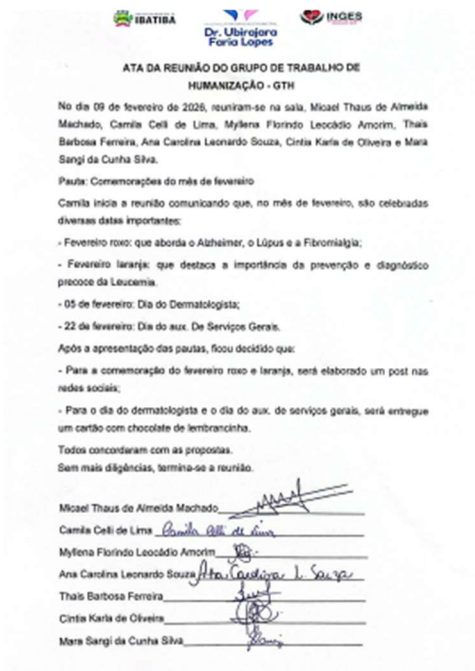 IBATIBA
Dr. Ubirajara
Faria Lopes
INGES
ATA DA REUNIÃO DO GRUPO DE TRABALHO DE
HUMANIZAÇÃO - GTH
No dia 09 de fevereiro de 2026, reuniram-se na sala, Micael Thaus de Almeida
Machado, Camila Celli de Lima, Myllena Florindo Leocádio Amorim, Thais
Barbosa Ferreira, Ana Carolina Leonardo Souza, Cintia Karla de Oliveira e Mara
Sangi da Cunha Silva.
Pauta: Comemorações do mês de fevereiro
Camila inicia a reunião comunicando que, no mês de fevereiro, são celebradas
diversas datas importantes:
- Fevereiro roxo: que aborda o Alzheimer, o Lúpus e a Fibromialgia;
- Fevereiro laranja: que destaca a importância da prevenção e diagnóstico
precoce da Leucemia.
- 05 de fevereiro: Dia do Dermatologista;
- 22 de fevereiro: Dia do aux. De Serviços Gerais.
Após a apresentação das pautas, ficou decidido que:
- Para a comemoração do fevereiro roxo e laranja, será elaborado um post nas
redes sociais;
- Para o dia do dermatologista e o dia do aux. de serviços gerais, será entregue
um cartão com chocolate de lembrancinha.
Todos concordaram com as propostas.
Sem mais diligências, termina-se a reunião.
Micael Thaus de Almeida Machado
Camila Celli de Lima Camila Celli de Lima
Myllena Florindo Leocádio Amorim
Ana Carolina Leonardo Souza Ana Carolina L Souza
Thais Barbosa Ferreira
Cintia Karla de Oliveira
Mara Sangi da Cunha Silva